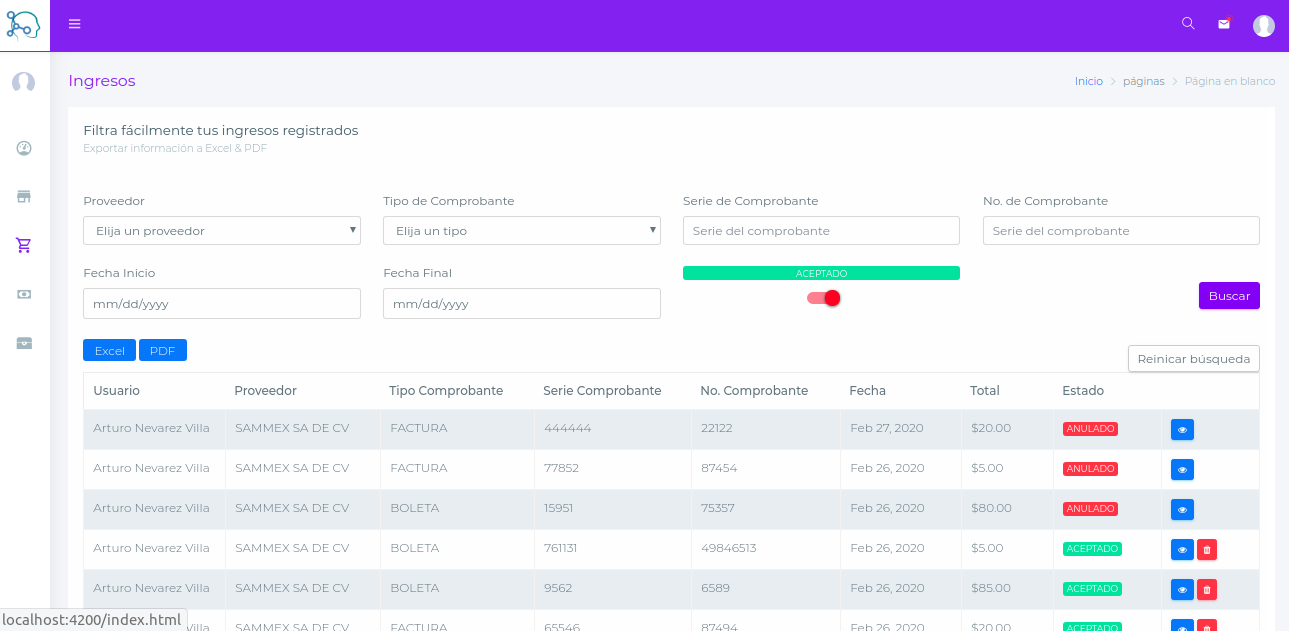 Ingresos
Inicio > páginas > Página en blanco
Filtra fácilmente tus ingresos registrados
Exportar información a Excel & PDF
Proveedor Tipo de Comprobante Serie de Comprobante No. de Comprobante
Elija un proveedor Elija un tipo Serie del comprobante Serie del comprobante
Fecha Inicio Fecha Final ACEPTADO
mm/dd/yyyy mm/dd/yyyy Buscar
Excel PDF Reinicar búsqueda
Usuario Proveedor Tipo Comprobante Serie Comprobante No. Comprobante Fecha Total Estado
Arturo Nevarez Villa SAMMEX SA DE CV FACTURA 444444 22122 Feb 27, 2020 $20.00 ANULADO
Arturo Nevarez Villa SAMMEX SA DE CV FACTURA 77852 87454 Feb 26, 2020 $5.00 ANULADO
Arturo Nevarez Villa SAMMEX SA DE CV BOLETA 15951 75357 Feb 26, 2020 $80.00 ANULADO
Arturo Nevarez Villa SAMMEX SA DE CV BOLETA 761131 49846513 Feb 26, 2020 $5.00 ACEPTADO
Arturo Nevarez Villa SAMMEX SA DE CV BOLETA 9562 6589 Feb 26, 2020 $85.00 ACEPTADO
Villa SAMMEX SA DE CV FACTURA 65546 87494 Feb 26, 2020 $20.00 ACEPTADO
localhost:4200/index.html